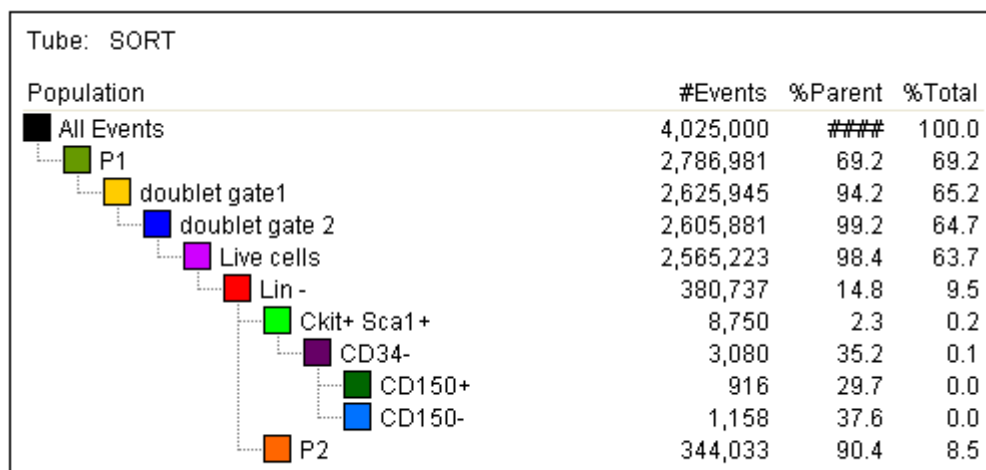 Tube: SORT
Population #Events %Parent %Total
All Events 4,025,000 #### 100.0
P1 2,786,981 69.2 69.2
doublet gate1 2,625,945 94.2 65.2
doublet gate 2 2,605,881 99.2 64.7
Live cells 2,565,223 98.4 63.7
Lin - 380,737 14.8 9.5
Ckit+ Sca1+ 8,750 2.3 0.2
CD34- 3,080 35.2 0.1
CD150+ 916 29.7 0.0
CD150- 1,158 37.6 0.0
P2 344,033 90.4 8.5